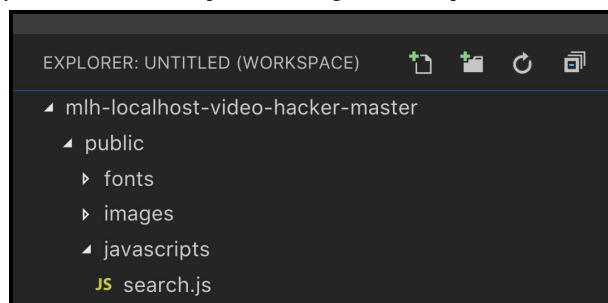 EXPLORER: UNTITLED (WORKSPACE)
mlh-localhost-video-hacker-master
public
fonts
images
javascripts
JS search.js